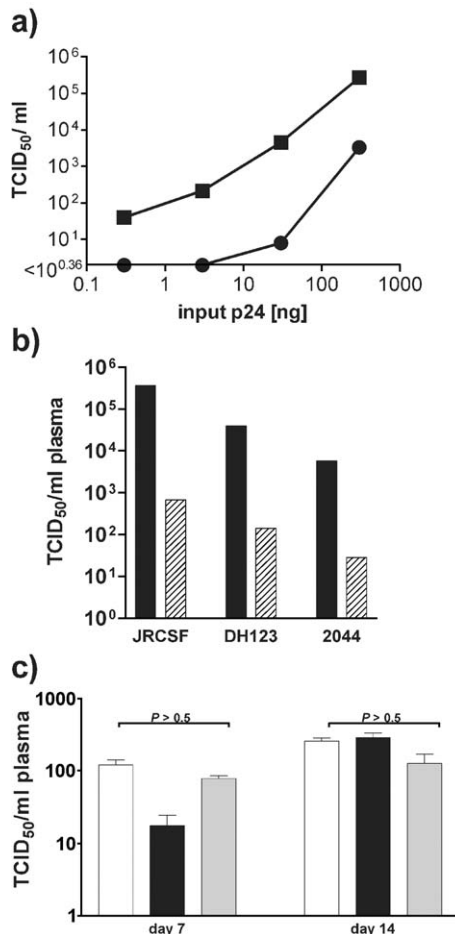 a)
TCID50/ ml
10^6
10^5
10^4
10^3
10^2
10^1
<10^0.36
0.1 1 10 100 1000
input p24 [ng]
b)
TCID50/ml plasma
10^6
10^5
10^4
10^3
10^2
10^1
10^0
JRCSF DH123 2044
c)
TCID50/ml plasma
1000
100
10
1
P > 0.5 P > 0.5
day 7 day 14